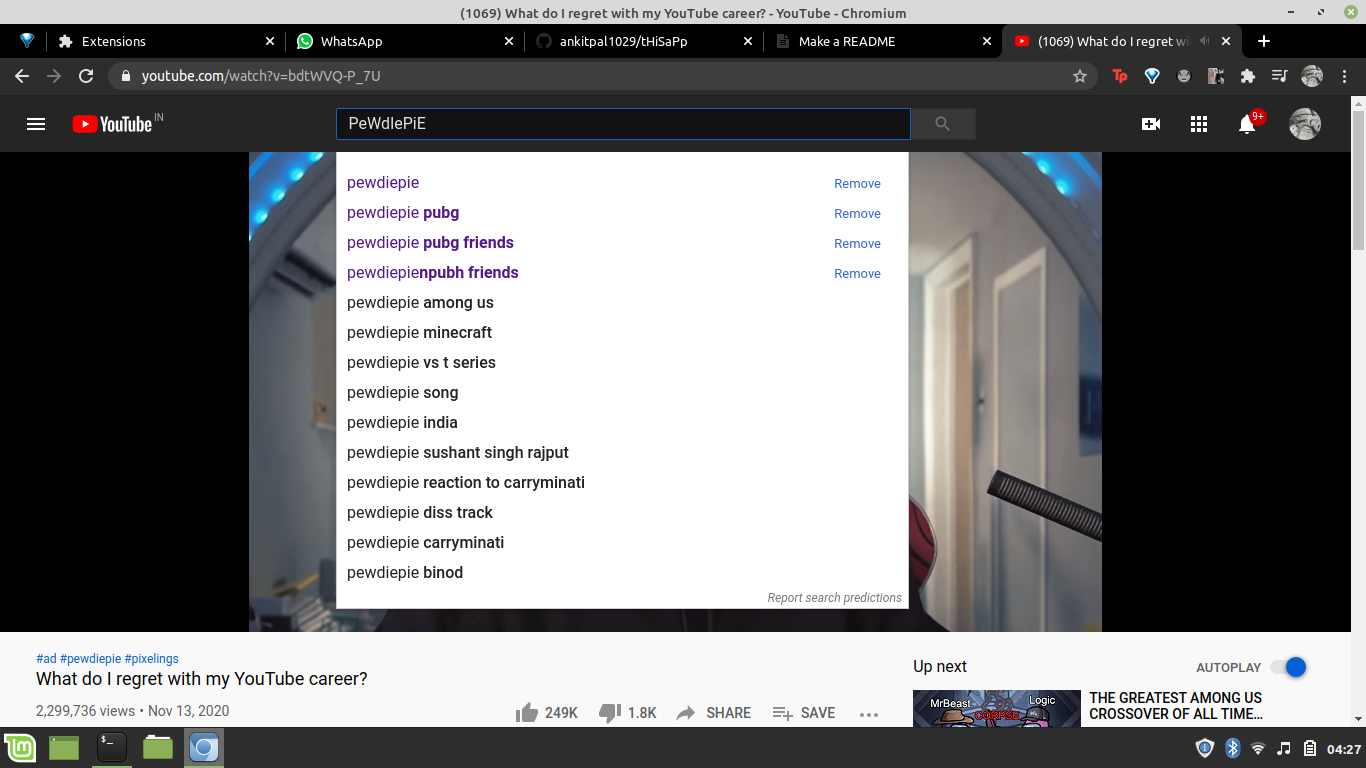 (1069) What do I regret with my YouTube career? - YouTube - Chromium
Extensions
WhatsApp
ankitpal1029/tHiSaPp
Make a README
(1069) What do I regret wi
youtube.com/watch?v=bdtWVQ-P_7U
Tp
YouTube IN
PeWdIePiE
9+
pewdiepie Remove
pewdiepie pubg Remove
pewdiepie pubg friends Remove
pewdiepienpubh friends Remove
pewdiepie among us
pewdiepie minecraft
pewdiepie vs t series
pewdiepie song
pewdiepie india
pewdiepie sushant singh rajput
pewdiepie reaction to carryminati
pewdiepie diss track
pewdiepie carryminati
pewdiepie binod
Report search predictions
#ad #pewdiepie #pixelings
What do I regret with my YouTube career?
2,299,736 views • Nov 13, 2020
249K
1.8K
SHARE
SAVE
Up next
AUTOPLAY
MrBeast
CORPSE
Logic
THE GREATEST AMONG US
CROSSOVER OF ALL TIME...
$_
04:27